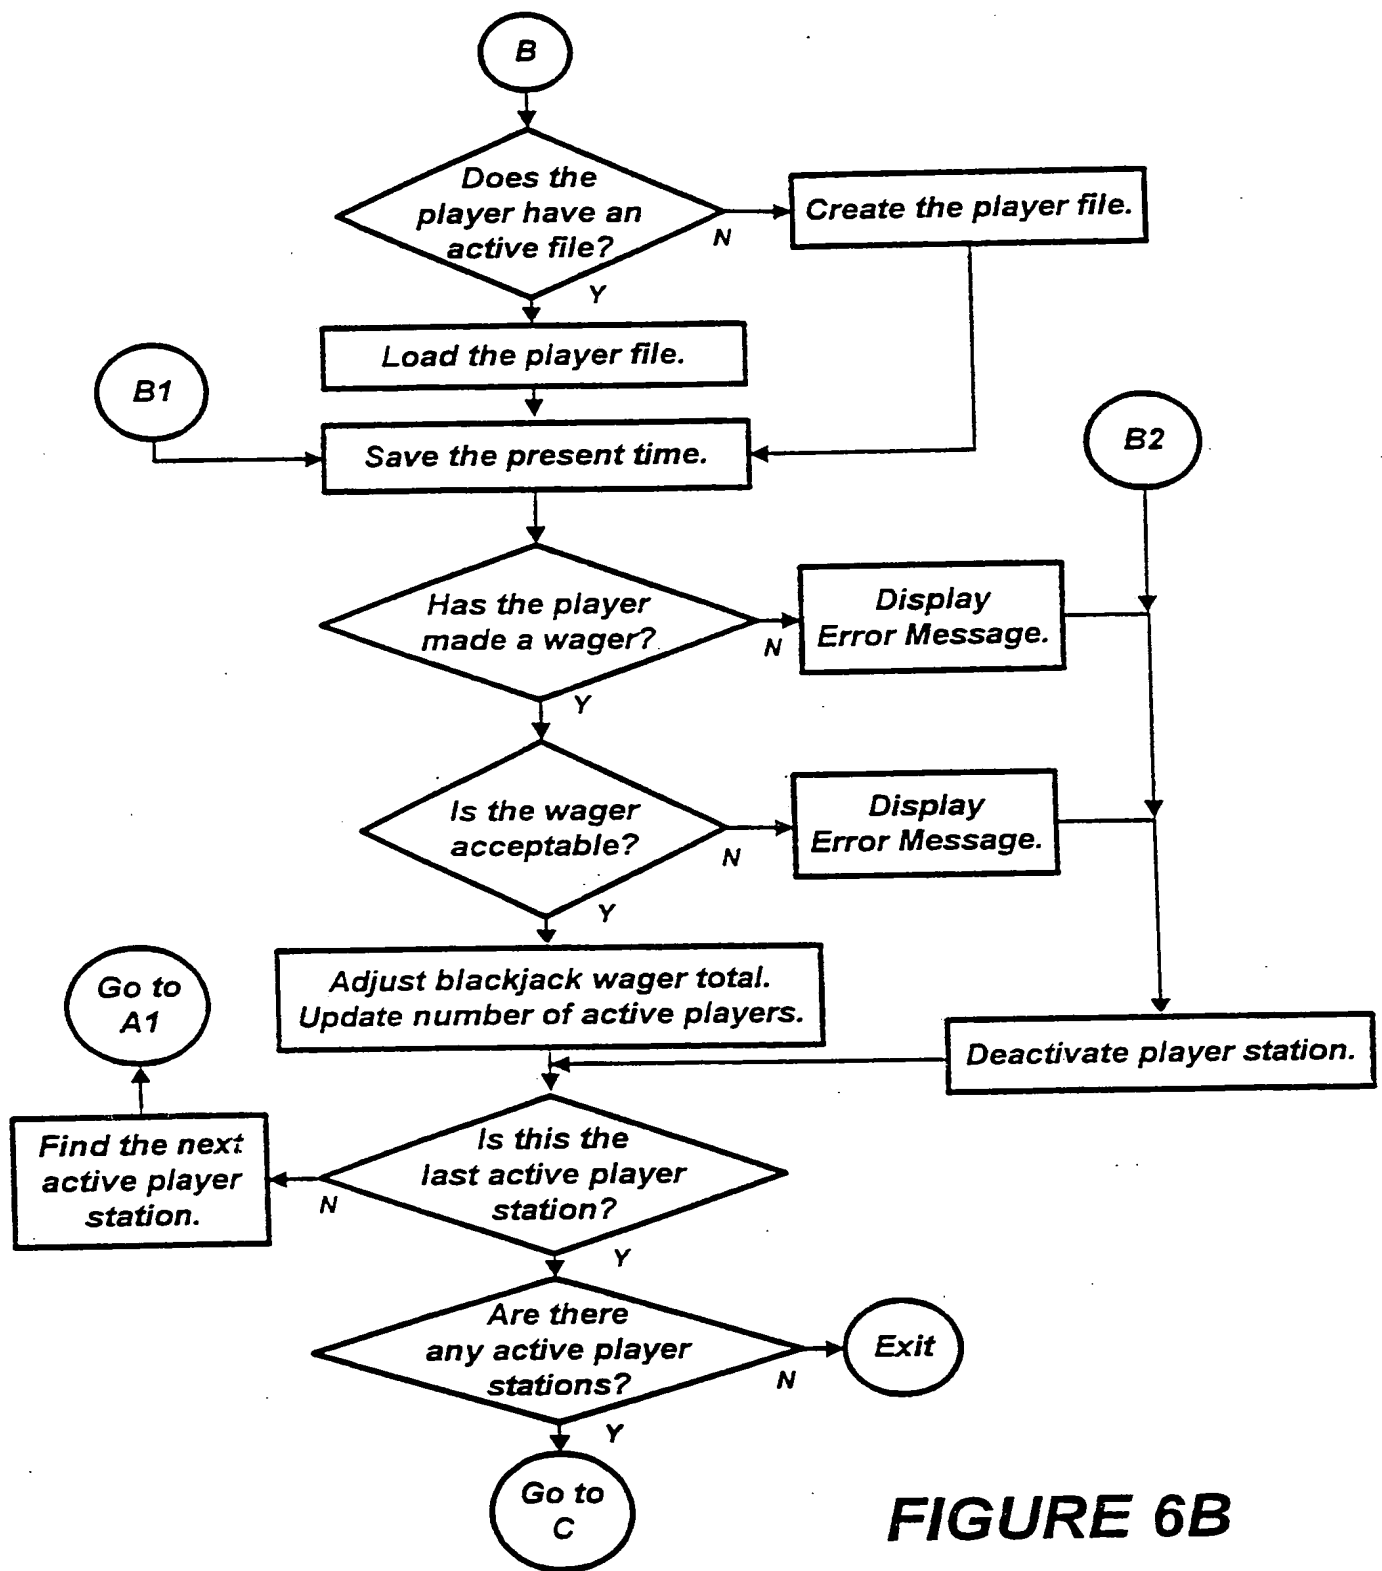 B
Does the
player have an
active file?
N
Create the player file.
Y
Load the player file.
B1
Save the present time.
B2
Has the player
made a wager?
N
Display
Error Message.
Y
Is the wager
acceptable?
N
Display
Error Message.
Y
Go to
A1
Adjust blackjack wager total.
Update number of active players.
Deactivate player station.
Find the next
active player
station.
Is this the
last active player
station?
N
Y
Are there
any active player
stations?
N
Exit
Y
Go to
C
FIGURE 6B